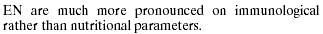 EN are much more pronounced on immunological
rather than nutritional parameters.